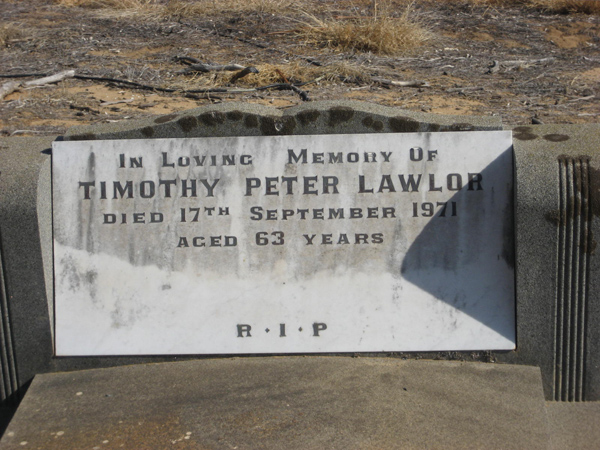 In Loving Memory Of
TIMOTHY PETER LAWLOR
DIED 17TH SEPTEMBER 1971
AGED 63 YEARS
R·I·P